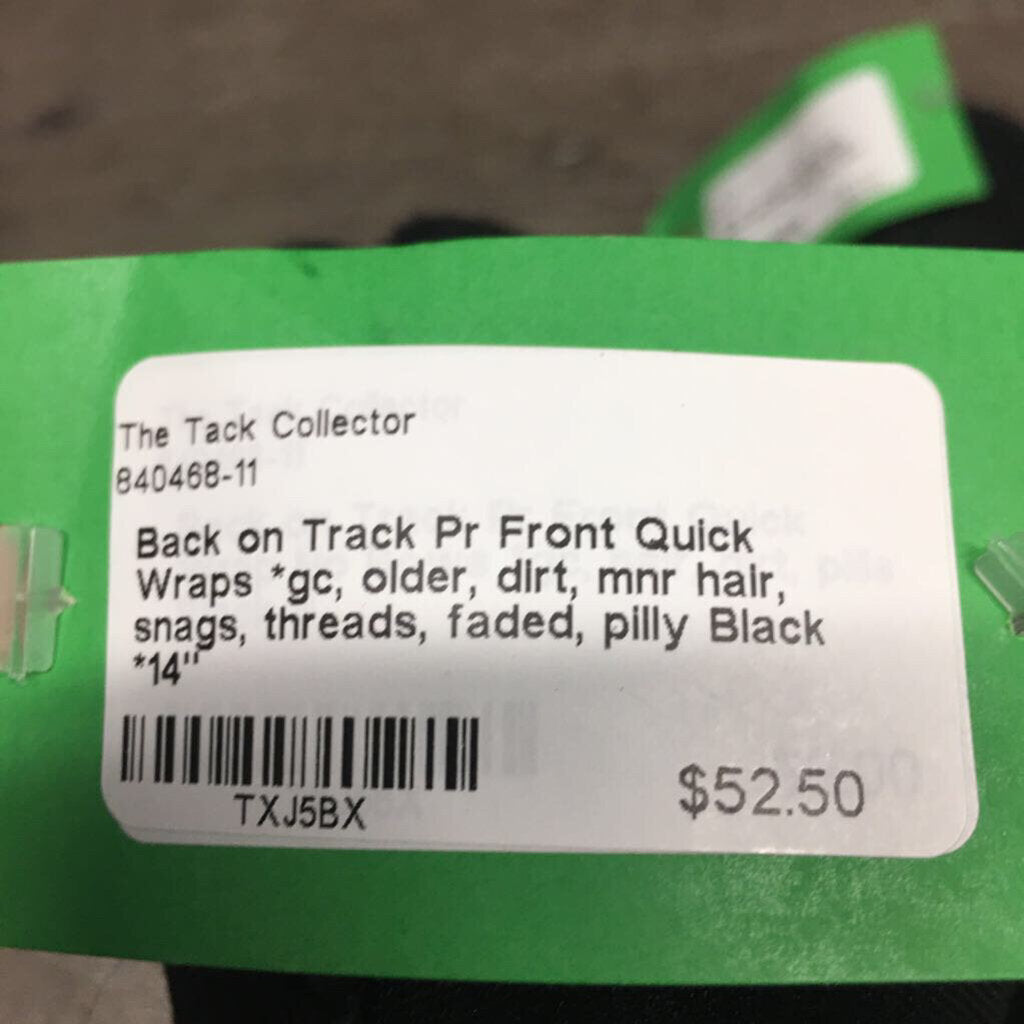 The Tack Collector
840468-11
Back on Track Pr Front Quick
Wraps *gc, older, dirt, mnr hair,
snags, threads, faded, pilly Black
*14"
TXJ5BX
$52.50